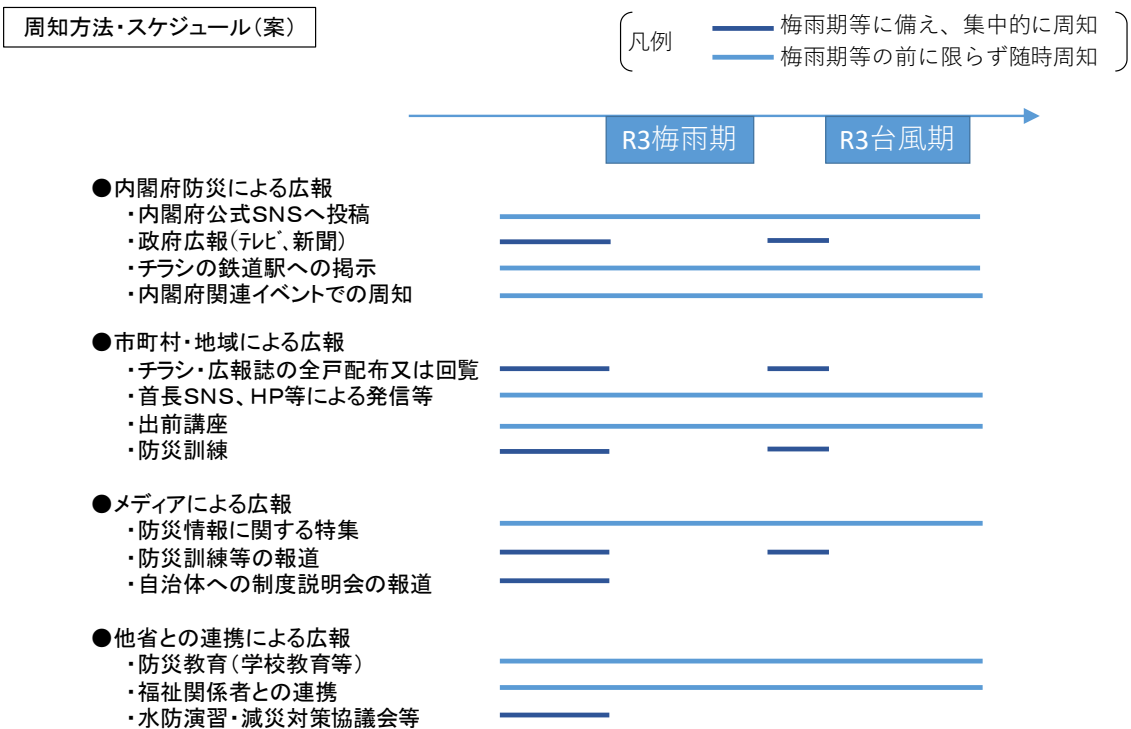 周知方法・スケジュール（案）
凡例
梅雨期等に備え、集中的に周知
梅雨期等の前に限らず随時周知
R3梅雨期
R3台風期
●内閣府防災による広報
・内閣府公式ＳＮＳへ投稿
・政府広報（ﾃﾚﾋﾞ、新聞）
・チラシの鉄道駅への掲示
・内閣府関連イベントでの周知
●市町村・地域による広報
・チラシ・広報誌の全戸配布又は回覧
・首長ＳＮＳ、ＨＰ等による発信等
・出前講座
・防災訓練
●メディアによる広報
・防災情報に関する特集
・防災訓練等の報道
・自治体への制度説明会の報道
●他省との連携による広報
・防災教育（学校教育等）
・福祉関係者との連携
・水防演習・減災対策協議会等